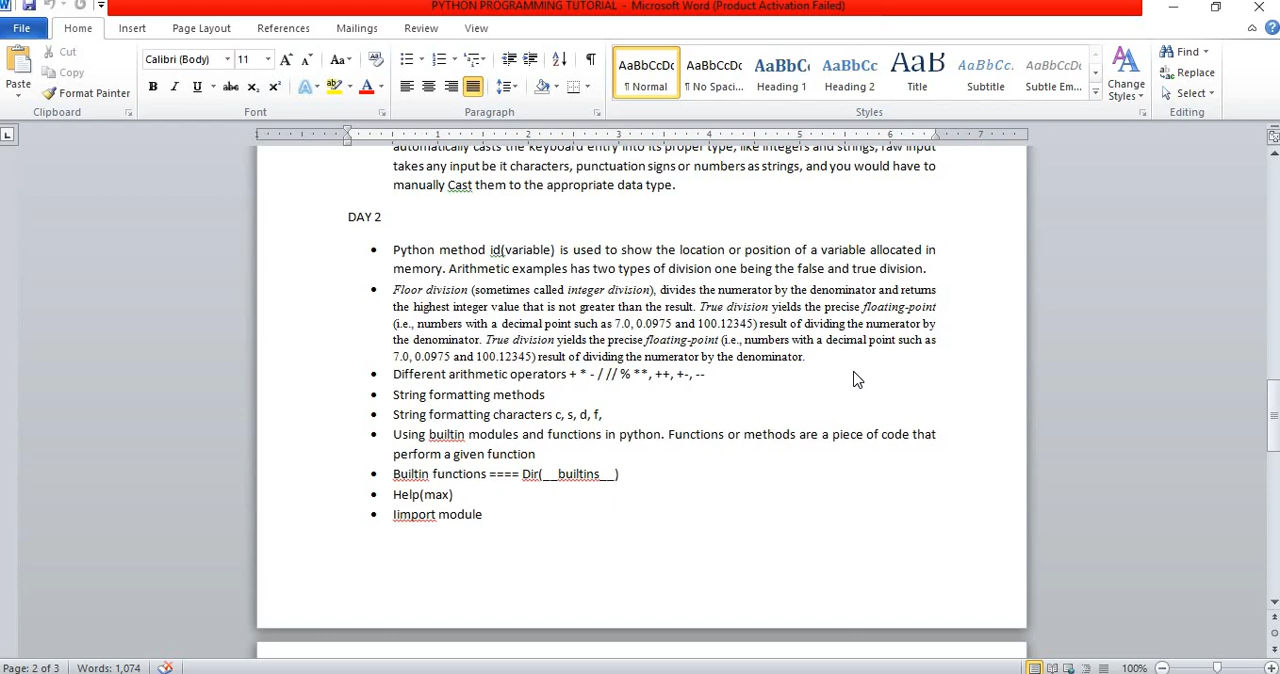 PYTHON PROGRAMMING TUTORIAL - Microsoft Word (Product Activation Failed)
File Home Insert Page Layout References Mailings Review View
Paste Cut Copy Format Painter Clipboard
Calibri (Body) 11 Font
Paragraph
AaBbCcDc ¶ Normal AaBbCcDc ¶ No Spaci... AaBbC Heading 1 AaBbCc Heading 2 AaB Title AaBbCc. Subtitle AaBbCcDc Subtle Em... Styles
Change Styles
Find Replace Select Editing
1 2 3 4 5 6 7
automatically casts the keyboard entry into its proper type, like integers and strings, raw input
takes any input be it characters, punctuation signs or numbers as strings, and you would have to
manually Cast them to the appropriate data type.
DAY 2
• Python method id(variable) is used to show the location or position of a variable allocated in
memory. Arithmetic examples has two types of division one being the false and true division.
• Floor division (sometimes called integer division), divides the numerator by the denominator and returns
the highest integer value that is not greater than the result. True division yields the precise floating-point
(i.e., numbers with a decimal point such as 7.0, 0.0975 and 100.12345) result of dividing the numerator by
the denominator. True division yields the precise floating-point (i.e., numbers with a decimal point such as
7.0, 0.0975 and 100.12345) result of dividing the numerator by the denominator.
• Different arithmetic operators + * - / // % **, ++, +-, --
• String formatting methods
• String formatting characters c, s, d, f,
• Using builtin modules and functions in python. Functions or methods are a piece of code that
perform a given function
• Builtin functions ==== Dir(__builtins__)
• Help(max)
• Iimport module
Page: 2 of 3 Words: 1,074 100%